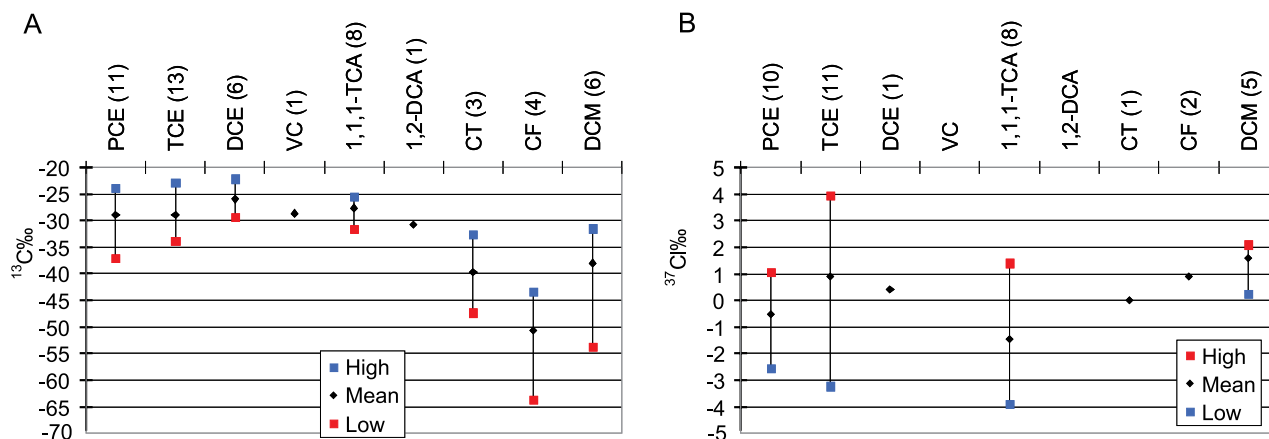 A
PCE (11)
TCE (13)
DCE (6)
VC (1)
1,1,1-TCA (8)
1,2-DCA (1)
CT (3)
CF (4)
DCM (6)
-20
-25
-30
-35
-40
-45
-50
-55
-60
-65
-70
¹³C‰
High
Mean
Low
B
PCE (10)
TCE (11)
DCE (1)
VC
1,1,1-TCA (8)
1,2-DCA
CT (1)
CF (2)
DCM (5)
5
4
3
2
1
0
-1
-2
-3
-4
-5
³⁷Cl‰
High
Mean
Low